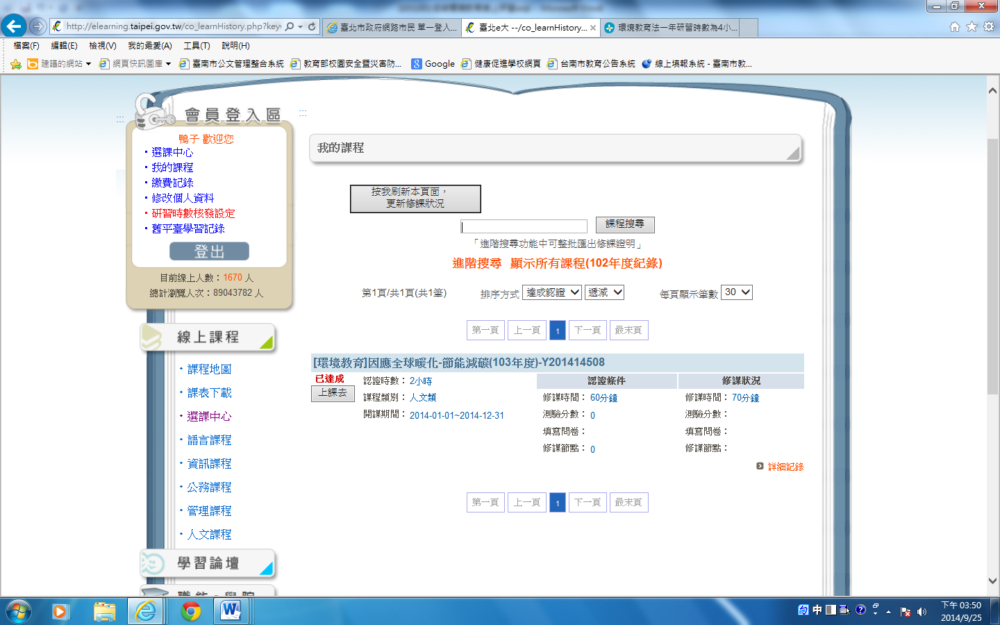 http://elearning.taipei.gov.tw/co_learnHistory.php?key
臺北市政府網路市民 單一登入...
臺北e大 --/co_learnHistory...
環境教育法一年研習時數為4小...
檔案(F) 編輯(E) 檢視(V) 我的最愛(A) 工具(T) 說明(H)
建議的網站 網頁快訊圖庫 臺南市公文管理整合系統 教育部校園安全暨災害防... Google 健康促進學校網頁 台南市教育公告系統 線上填報系統 - 臺南市教...
會員登入區
鴨子 歡迎您
選課中心
我的課程
繳費記錄
修改個人資料
研習時數核發設定
舊平臺學習記錄
登出
目前線上人數：1670 人
總計瀏覽人次：89043782 人
線上課程
課程地圖
課表下載
選課中心
語言課程
資訊課程
公務課程
管理課程
人文課程
學習論壇
我的課程
按我刷新本頁面，
更新修課狀況
課程搜尋
「進階搜尋功能中可整批匯出修課證明」
進階搜尋 顯示所有課程(102年度紀錄)
第1頁/共1頁(共1筆) 排序方式 達成認證 遞減 每頁顯示筆數 30
第一頁 上一頁 1 下一頁 最末頁
[環境教育]因應全球暖化-節能減碳(103年度)-Y201414508
已達成 認證時數：2小時 認證條件 修課狀況
上課去 課程類別：人文類 修課時間：60分鐘 修課時間：70分鐘
開課期間：2014-01-01~2014-12-31 測驗分數：0 測驗分數：
填寫問卷： 填寫問卷：
修課節點：0 修課節點：
詳細記錄
第一頁 上一頁 1 下一頁 最末頁
中
下午 03:50
2014/9/25